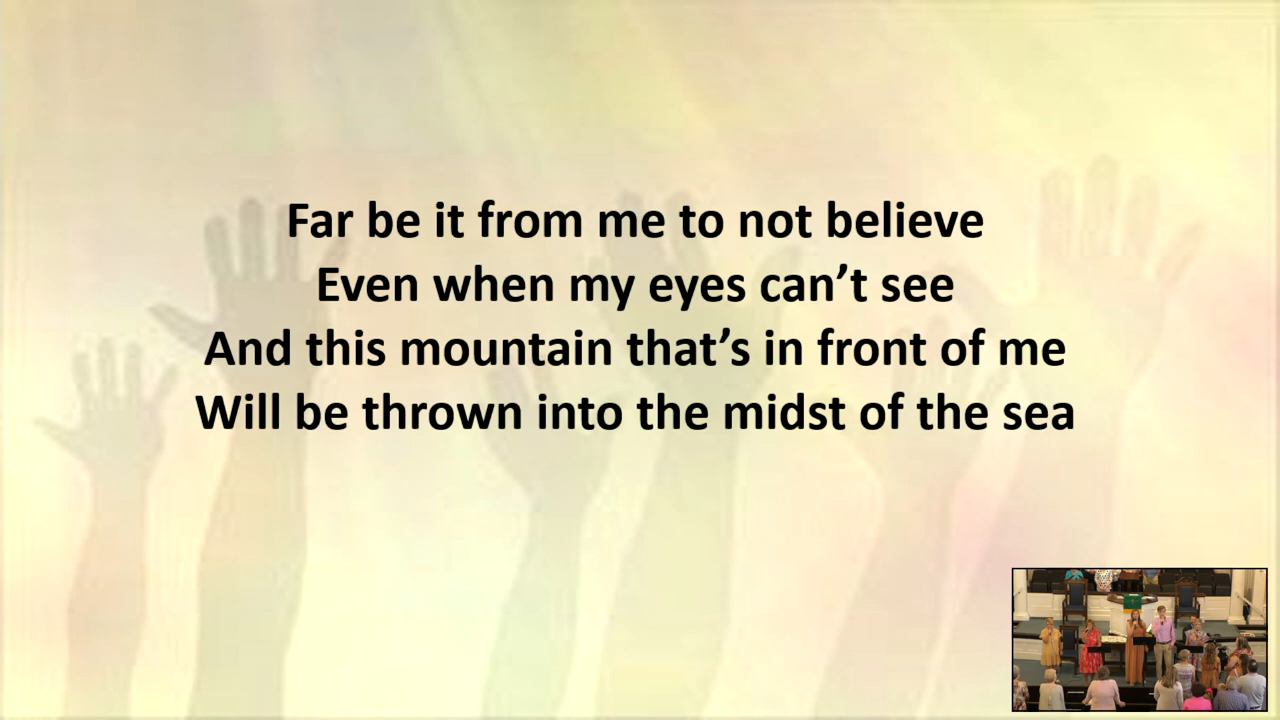 Far be it from me to not believe
Even when my eyes can’t see
And this mountain that’s in front of me
Will be thrown into the midst of the sea